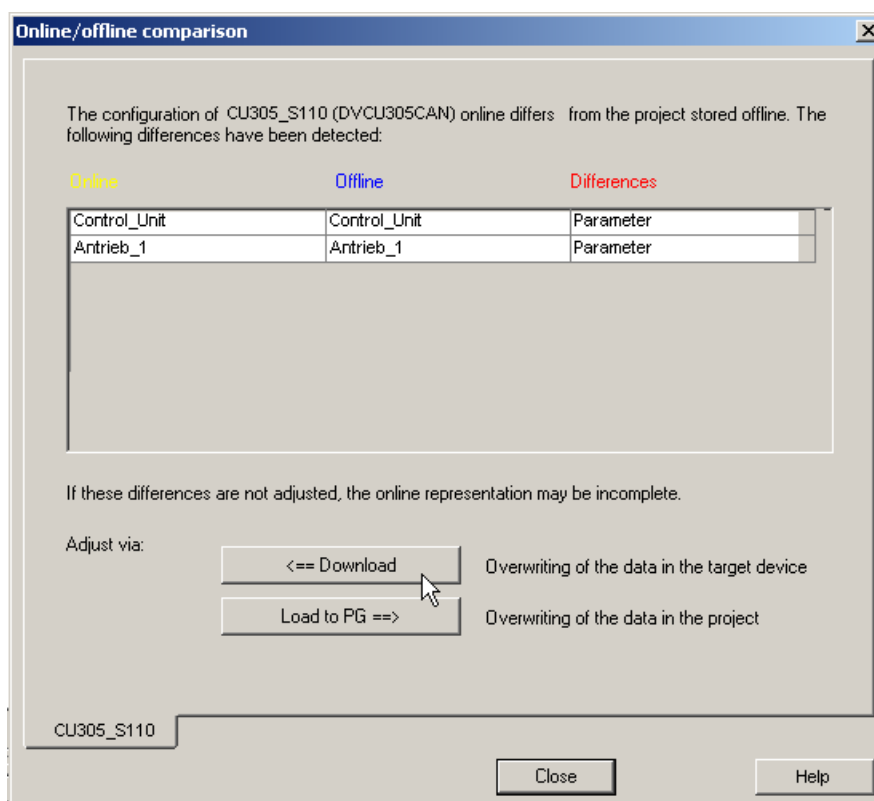 Online/offline comparison
The configuration of CU305_S110 (DVCU305CAN) online differs from the project stored offline. The
following differences have been detected:
Online Offline Differences
Control_Unit Control_Unit Parameter
Antrieb_1 Antrieb_1 Parameter
If these differences are not adjusted, the online representation may be incomplete.
Adjust via:
<== Download Overwriting of the data in the target device
Load to PG ==> Overwriting of the data in the project
CU305_S110
Close Help